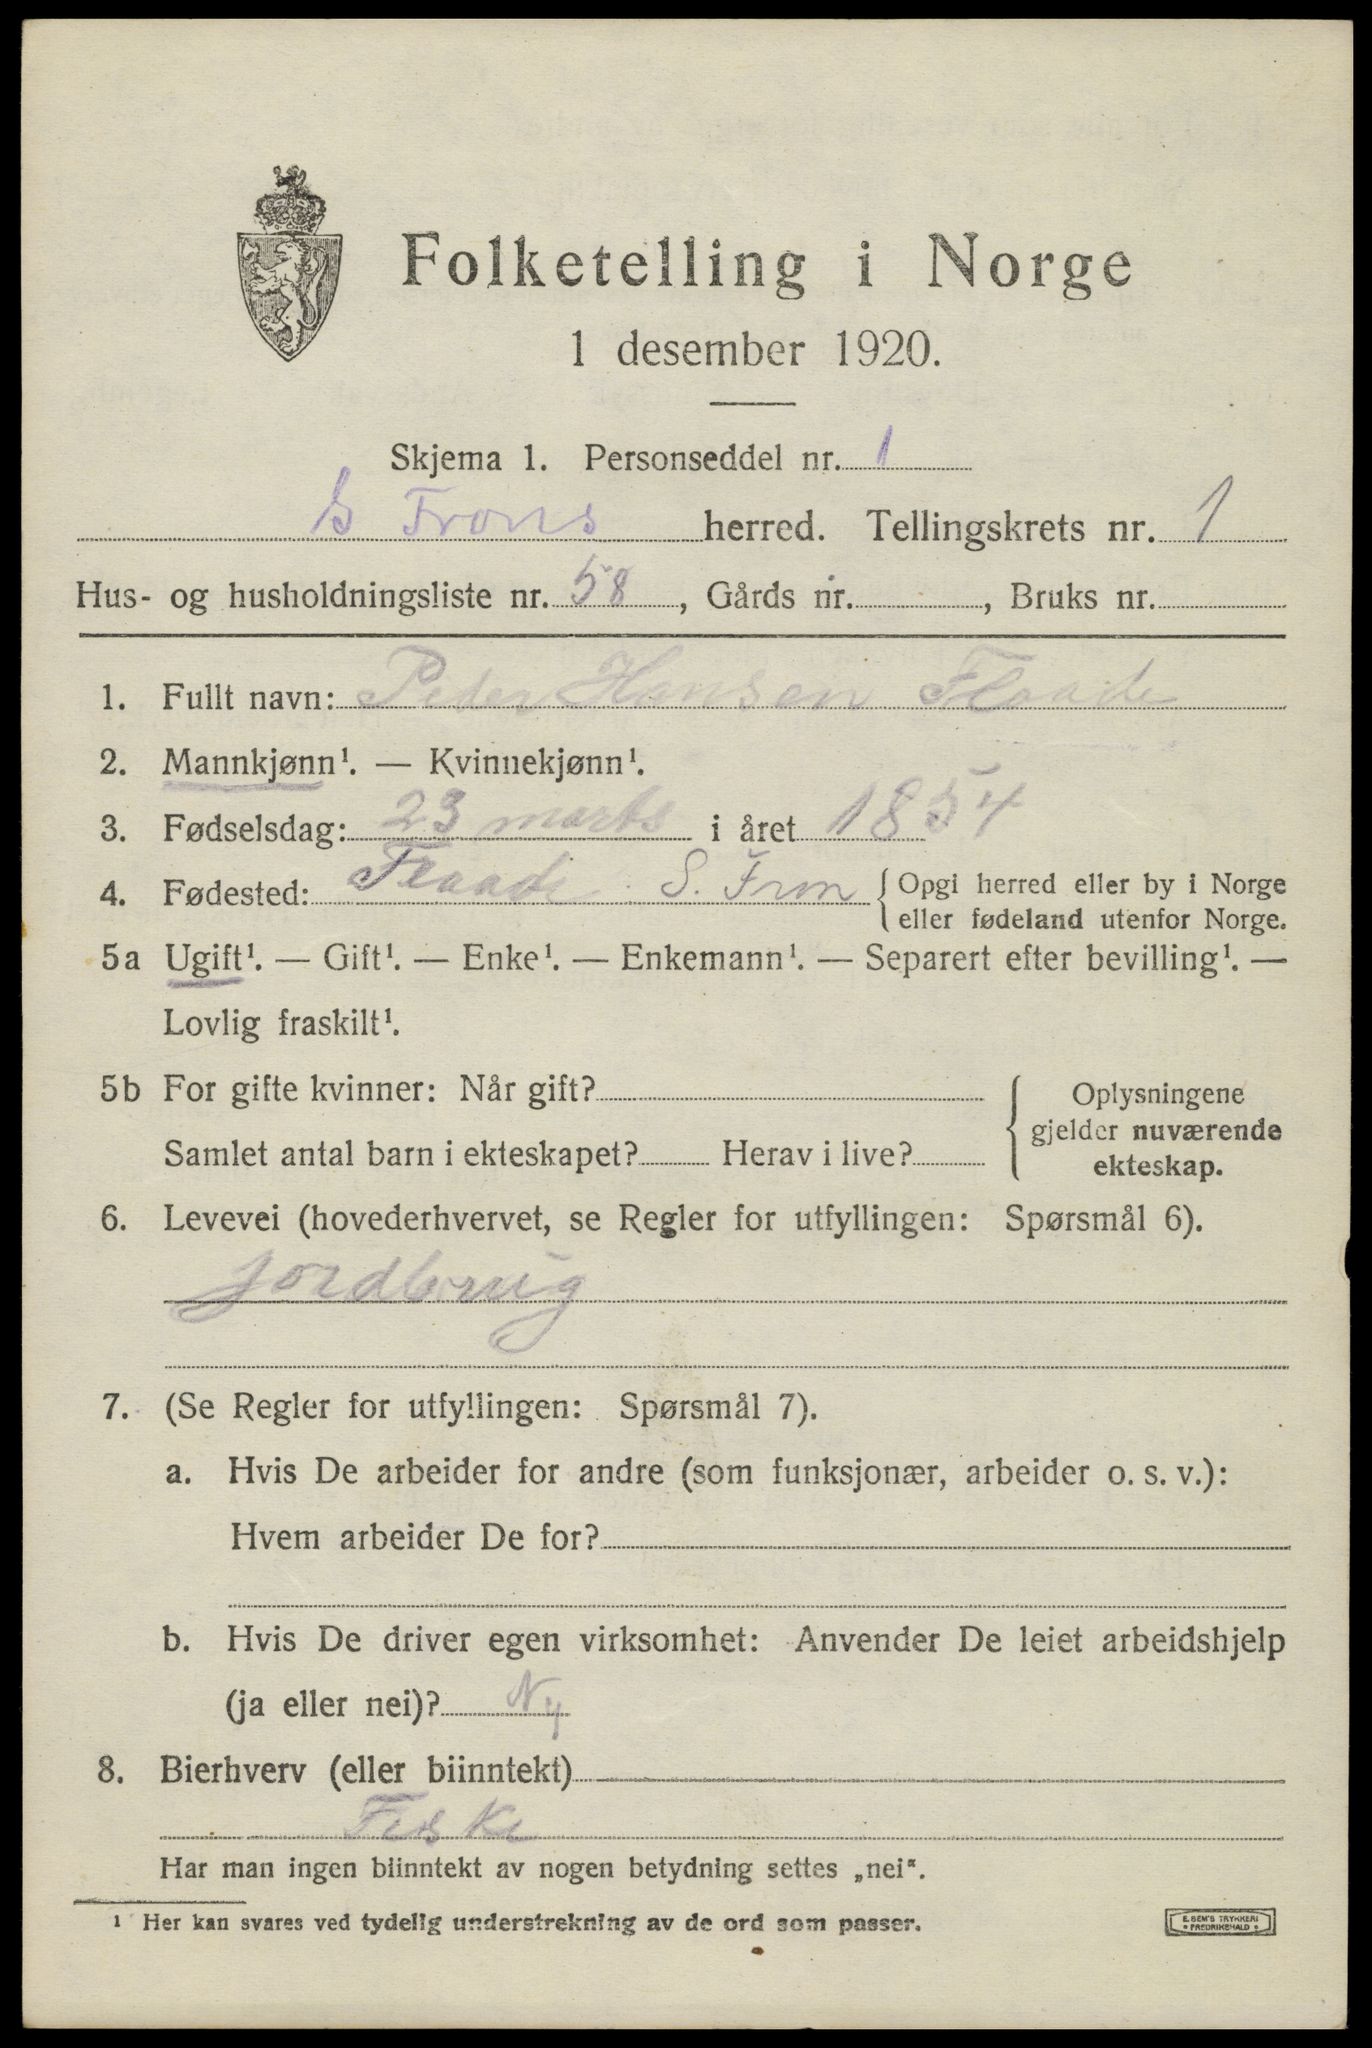 Folketelling i Norge
1 desember 1920.
Skjema 1. Personseddel nr. 1
S Frons herred. Tellingskrets nr. 1
Hus- og husholdningsliste nr. 58, Gårds nr. , Bruks nr.
1. Fullt navn: Peder Hansen Flaade
2. Mannkjønn¹. — Kvinnekjønn¹.
3. Fødselsdag: 23 marts i året 1854
4. Fødested: Flaade S. Fron { Opgi herred eller by i Norge
eller fødeland utenfor Norge.
5a Ugift¹. — Gift¹. — Enke¹. — Enkemann¹. — Separert efter bevilling¹. —
Lovlig fraskilt¹.
5b For gifte kvinner: Når gift? { Oplysningene
gjelder nuværende
Samlet antal barn i ekteskapet? Herav i live? ekteskap.
6. Levevei (hovederhvervet, se Regler for utfyllingen: Spørsmål 6).
Jordbrug
7. (Se Regler for utfyllingen: Spørsmål 7).
a. Hvis De arbeider for andre (som funksjonær, arbeider o. s. v.):
Hvem arbeider De for?
b. Hvis De driver egen virksomhet: Anvender De leiet arbeidshjelp
(ja eller nei)? Ny
8. Bierhverv (eller biinntekt)
Fiske
Har man ingen biinntekt av nogen betydning settes „nei".
¹ Her kan svares ved tydelig understrekning av de ord som passer.
E. SEM'S TRYKKERI
• FREDRIKSHALD •